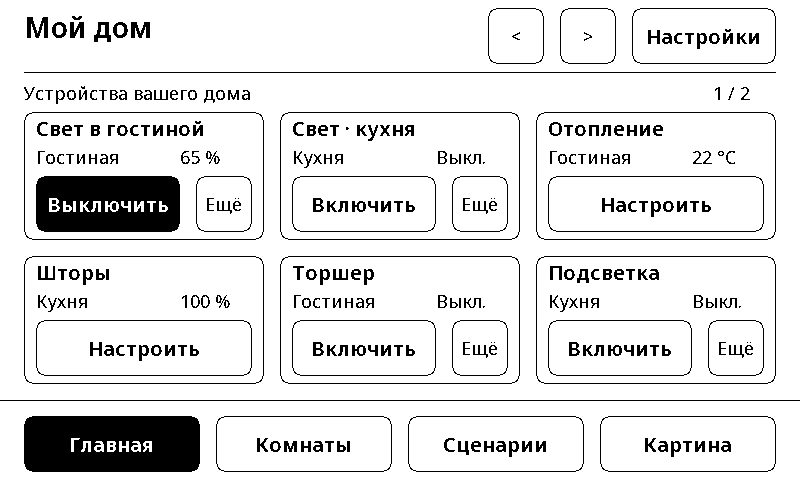 Мой дом
< > Настройки
Устройства вашего дома 1 / 2
Свет в гостиной
Гостиная 65 %
Выключить Ещё
Свет · кухня
Кухня Выкл.
Включить Ещё
Отопление
Гостиная 22 °C
Настроить
Шторы
Кухня 100 %
Настроить
Торшер
Гостиная Выкл.
Включить Ещё
Подсветка
Кухня Выкл.
Включить Ещё
Главная Комнаты Сценарии Картина